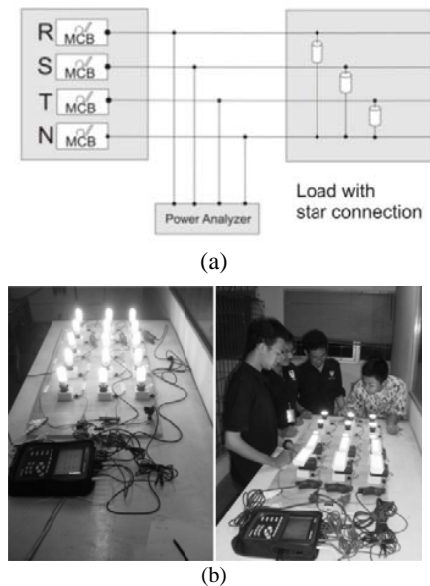 R MCB
S MCB
T MCB
N MCB
Load with
star connection
Power Analyzer
(a)
(b)